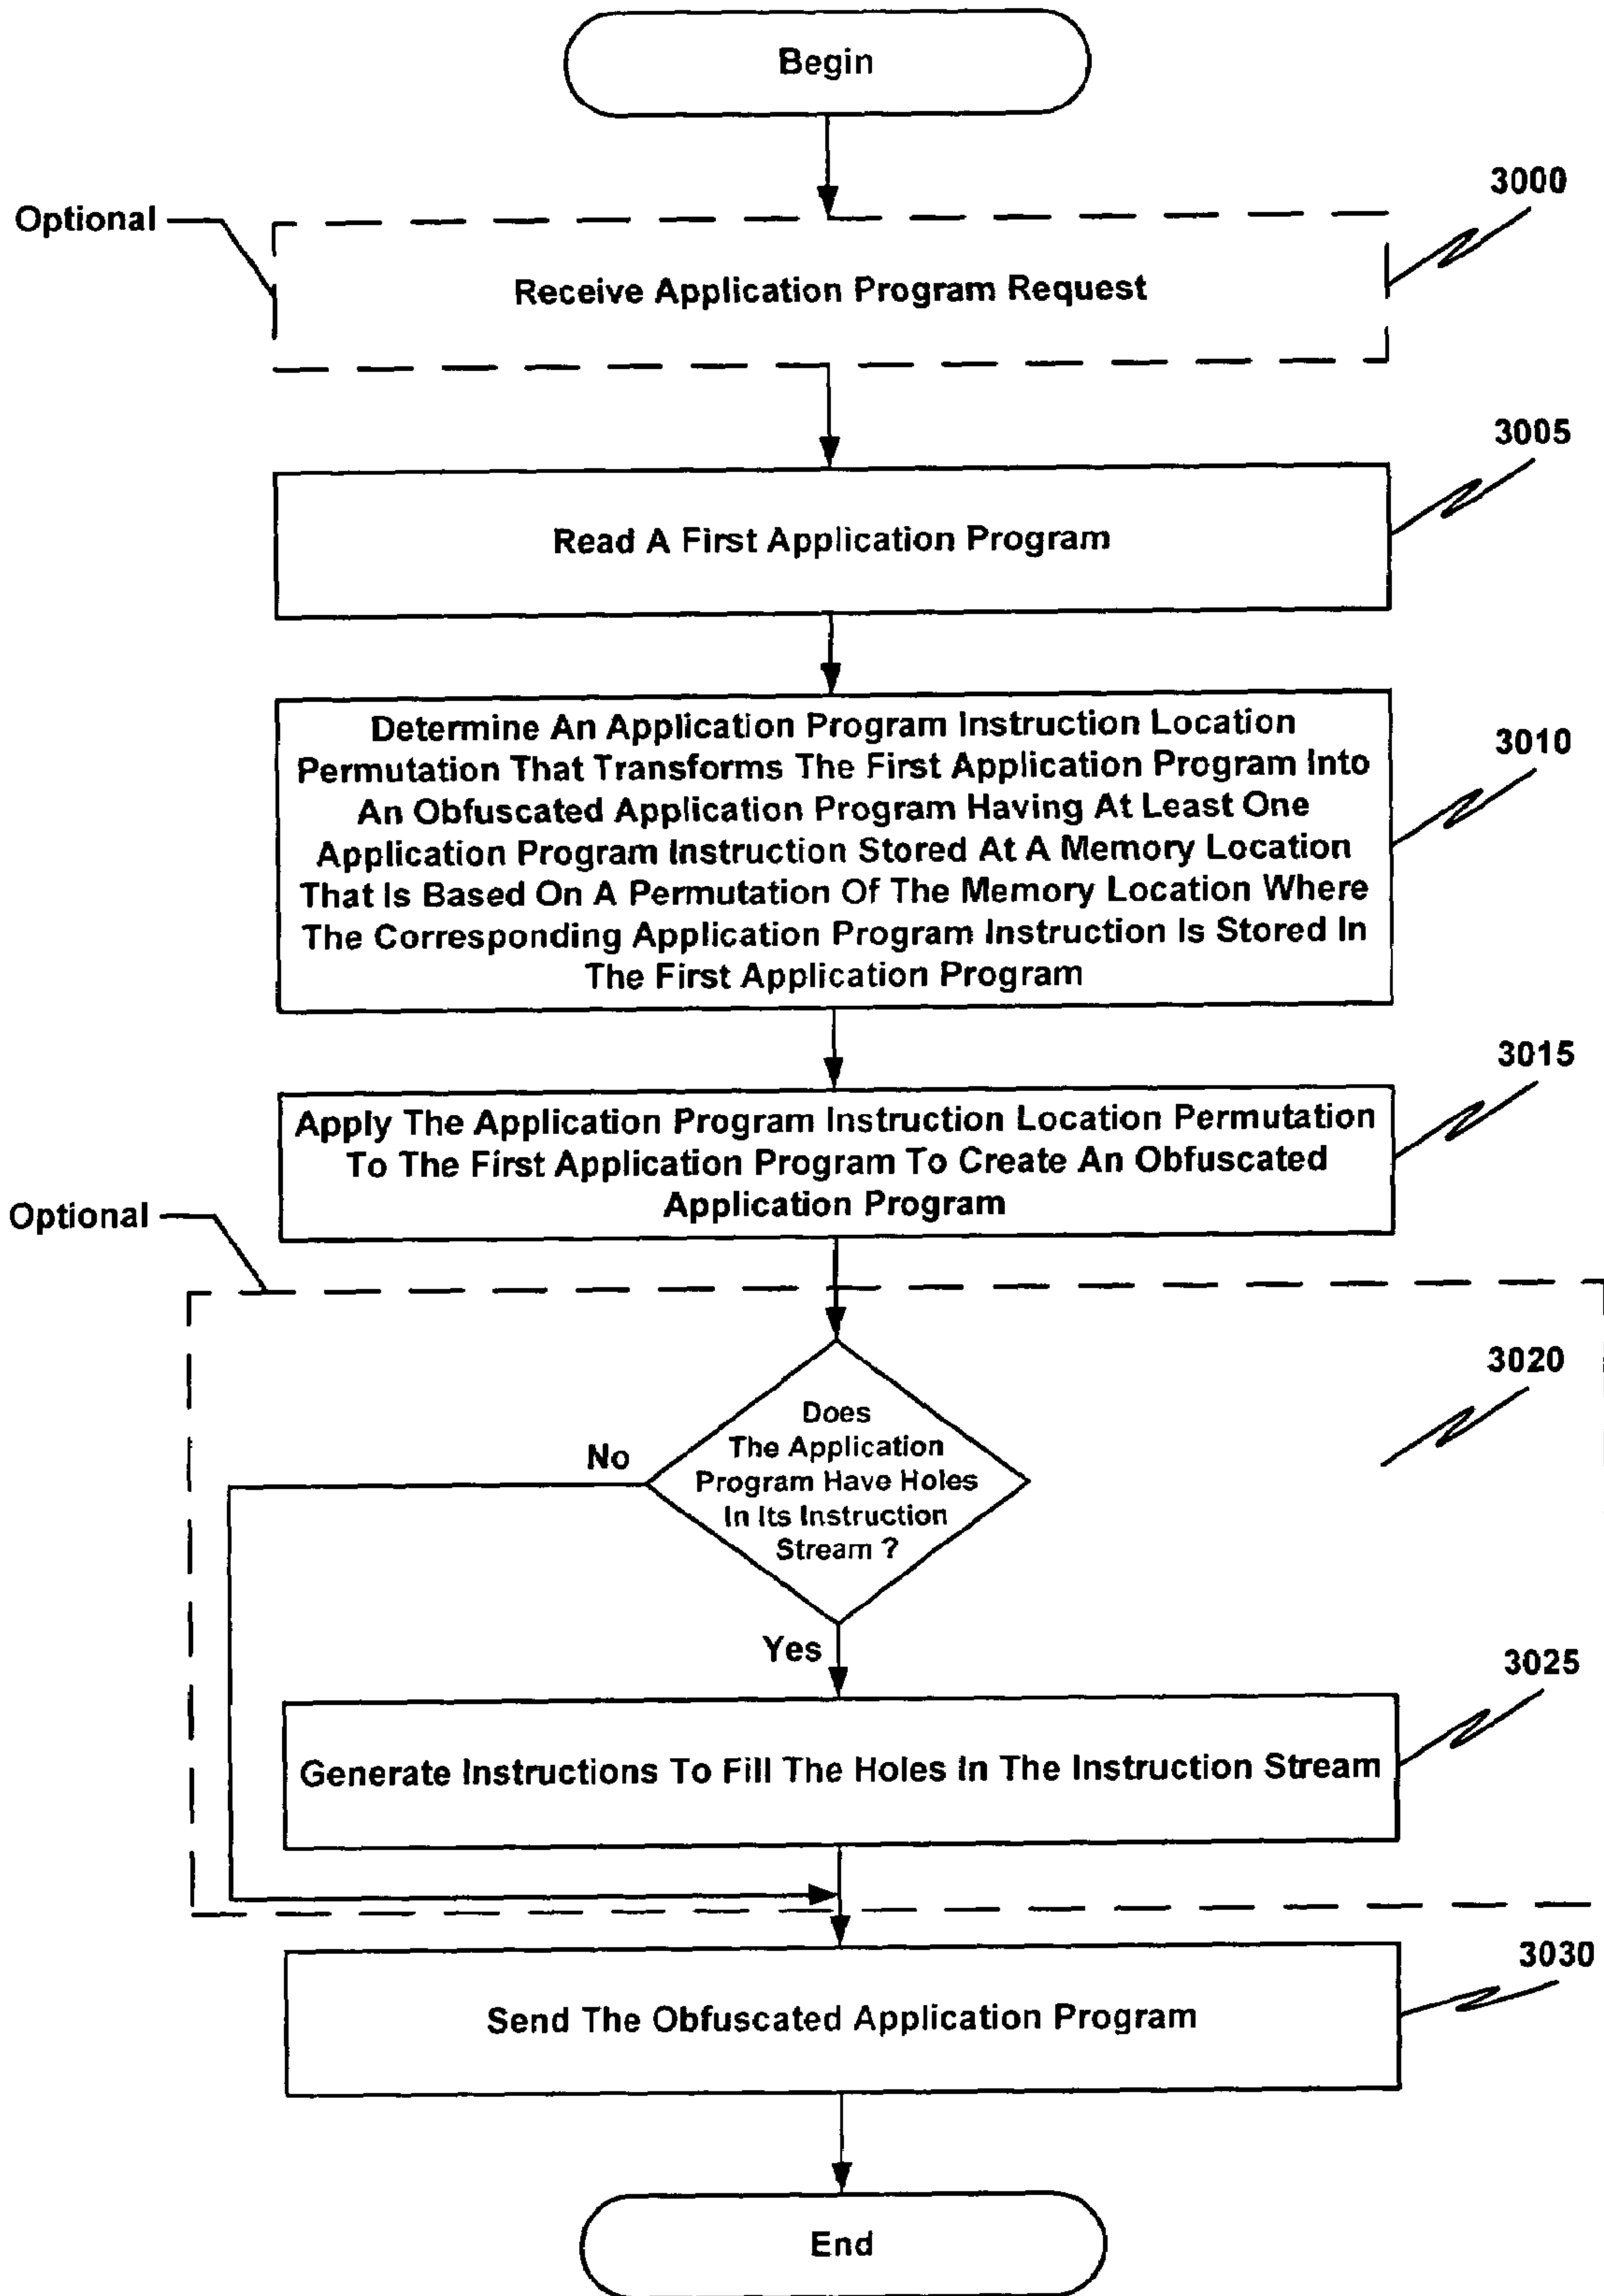 Begin
3000
Optional
Receive Application Program Request
3005
Read A First Application Program
Determine An Application Program Instruction Location
3010
Permutation That Transforms The First Application Program Into
An Obfuscated Application Program Having At Least One
Application Program Instruction Stored At A Memory Location
That Is Based On A Permutation Of The Memory Location Where
The Corresponding Application Program Instruction Is Stored In
The First Application Program
3015
Apply The Application Program Instruction Location Permutation
To The First Application Program To Create An Obfuscated
Application Program
Optional
3020
Does
The Application
Program Have Holes
In Its Instruction
Stream ?
No
Yes
3025
Generate Instructions To Fill The Holes In The Instruction Stream
3030
Send The Obfuscated Application Program
End